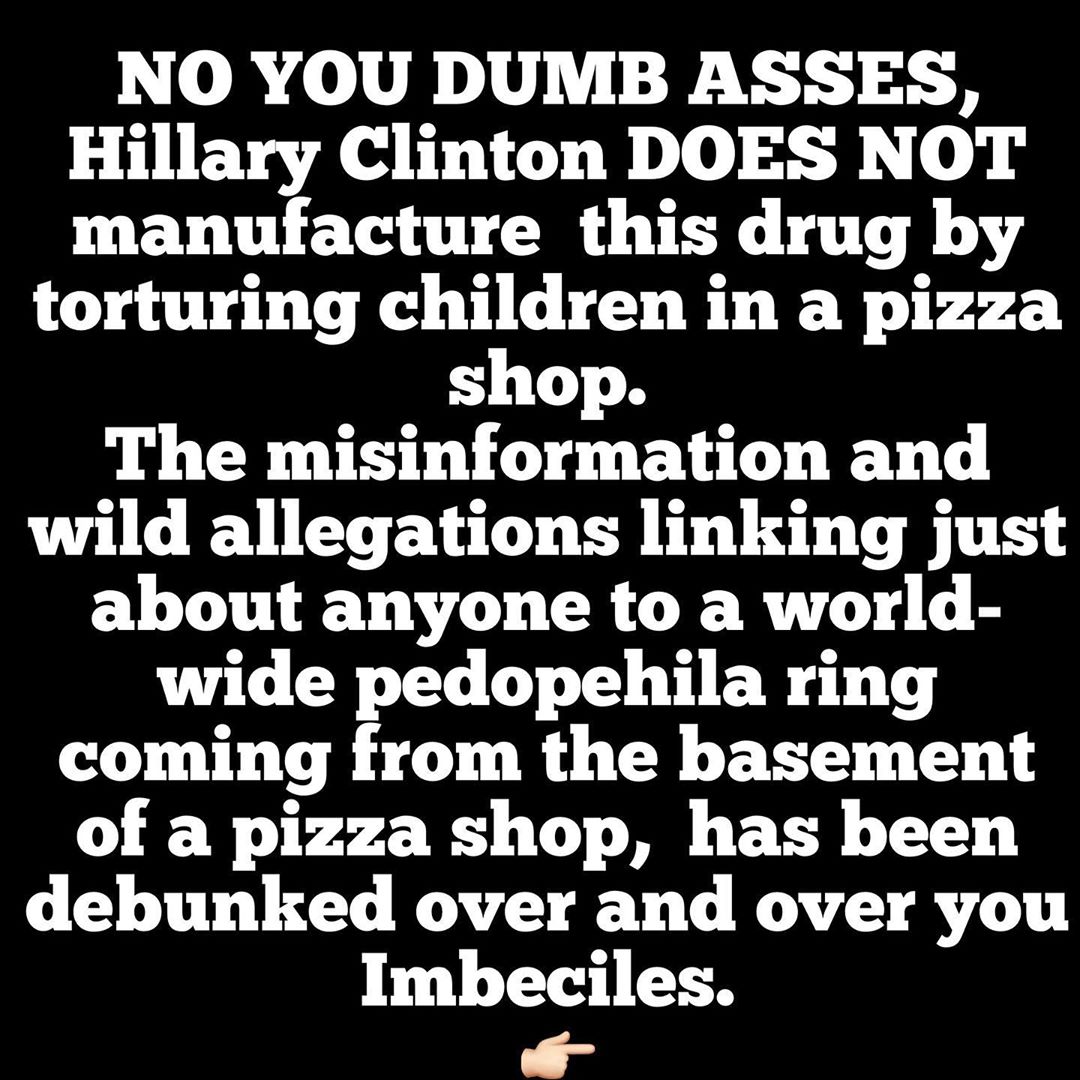 NO YOU DUMB ASSES,
Hillary Clinton DOES NOT
manufacture  this drug by
torturing children in a pizza
shop.
The misinformation and
wild allegations linking just
about anyone to a world-
wide pedopehila ring
coming from the basement
of a pizza shop,  has been
debunked over and over you
Imbeciles.